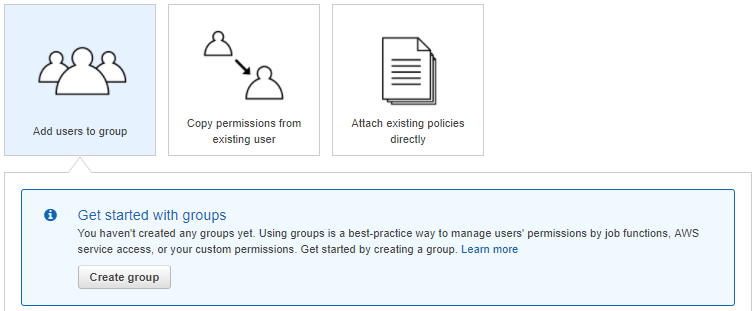 Add users to group
Copy permissions from
existing user
Attach existing policies
directly
Get started with groups
You haven't created any groups yet. Using groups is a best-practice way to manage users' permissions by job functions, AWS
service access, or your custom permissions. Get started by creating a group. Learn more
Create group